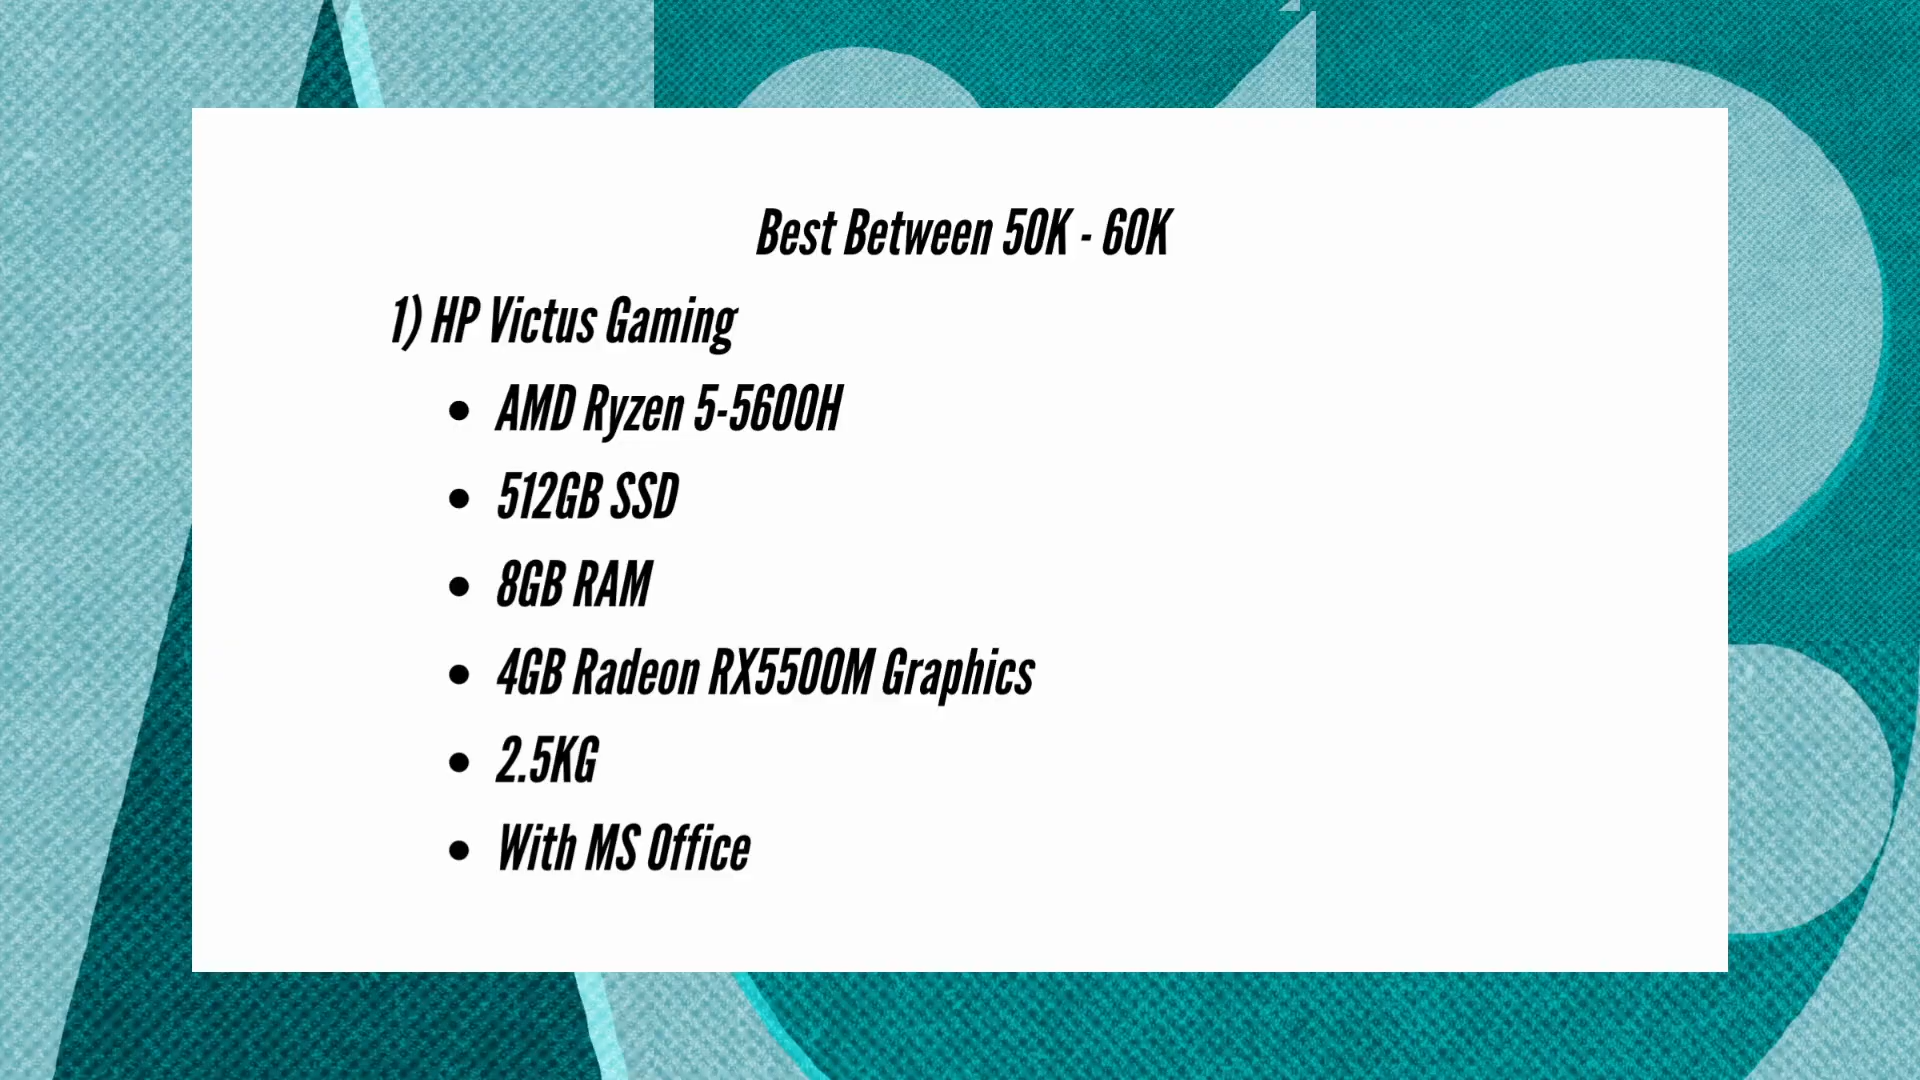 Best Between 50K - 60K
1) HP Victus Gaming
• AMD Ryzen 5-5600H
• 512GB SSD
• 8GB RAM
• 4GB Radeon RX5500M Graphics
• 2.5KG
• With MS Office